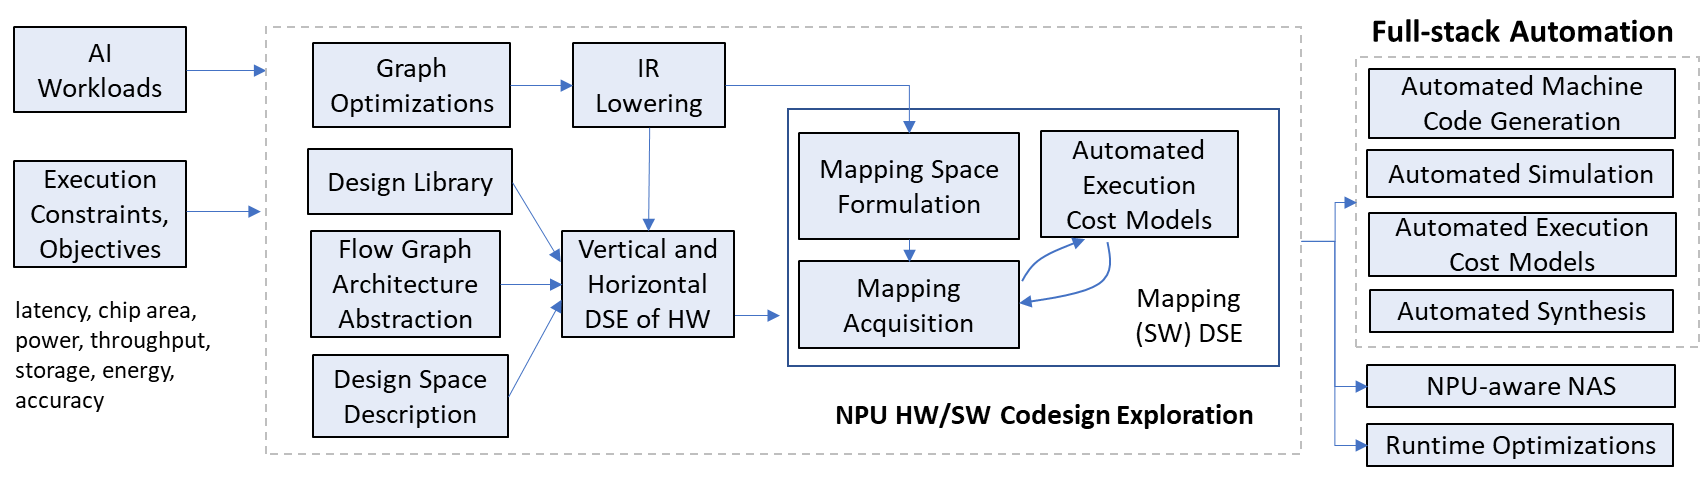 AI
Workloads
Execution
Constraints,
Objectives
latency, chip area,
power, throughput,
storage, energy,
accuracy
Graph
Optimizations
IR
Lowering
Design Library
Flow Graph
Architecture
Abstraction
Design Space
Description
Vertical and
Horizontal
DSE of HW
Mapping Space
Formulation
Automated
Execution
Cost Models
Mapping
Acquisition
Mapping
(SW) DSE
NPU HW/SW Codesign Exploration
Full-stack Automation
Automated Machine
Code Generation
Automated Simulation
Automated Execution
Cost Models
Automated Synthesis
NPU-aware NAS
Runtime Optimizations